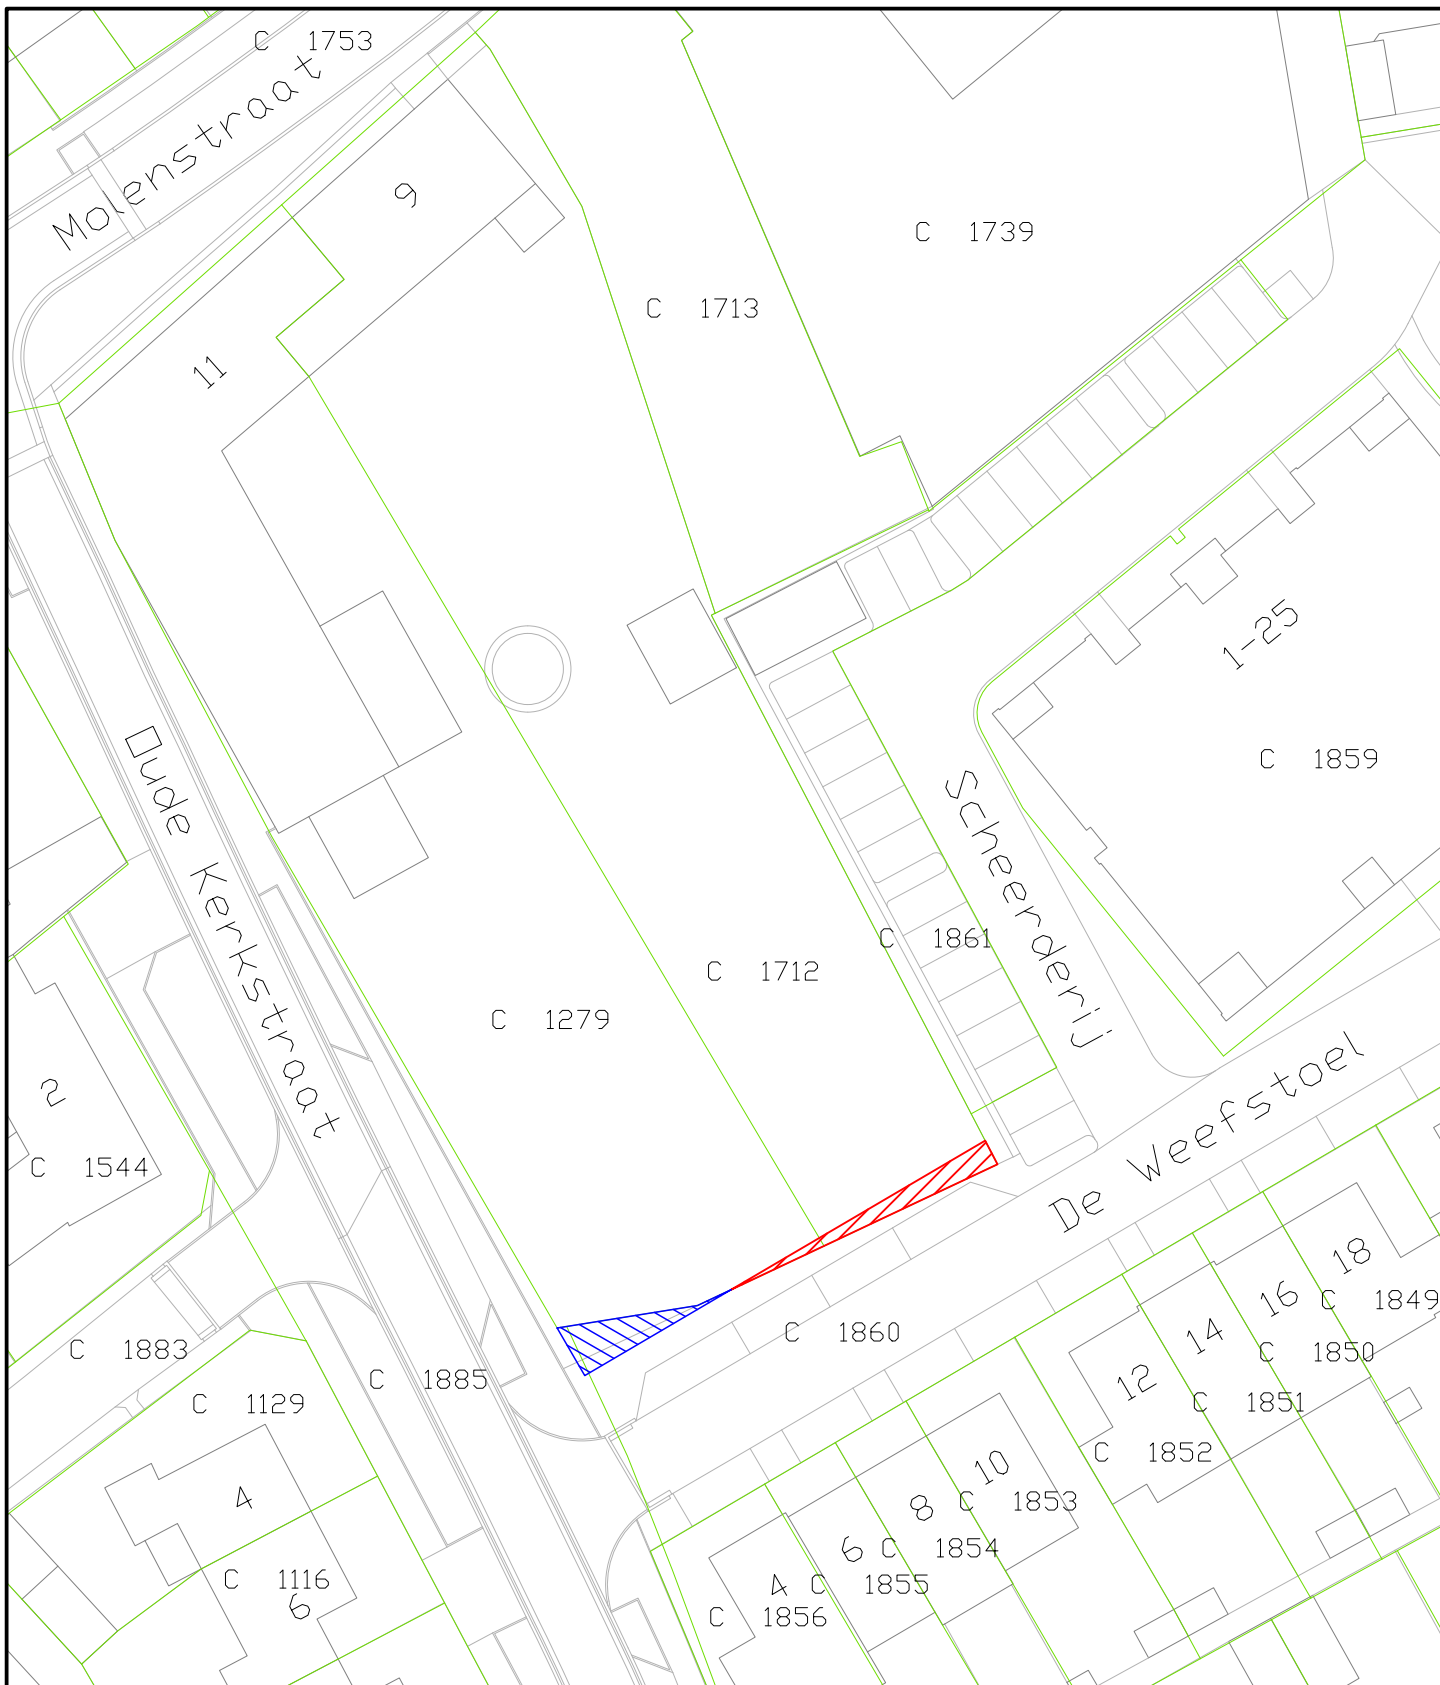 C 1753
Molenstraat
9
C 1739
C 1713
11
1-25
Oude Kerkstraat
C 1859
Scheerderij
C 1861
C 1712
C 1279
2
De Weefstoel
C 1544
18
16
C 1849
14
C 1860
C 1883
C 1850
12
C 1885
C 1129
C 1851
C 1852
10
4
8
C 1853
6
C 1854
C 1116
4
C 1855
6
C 1856